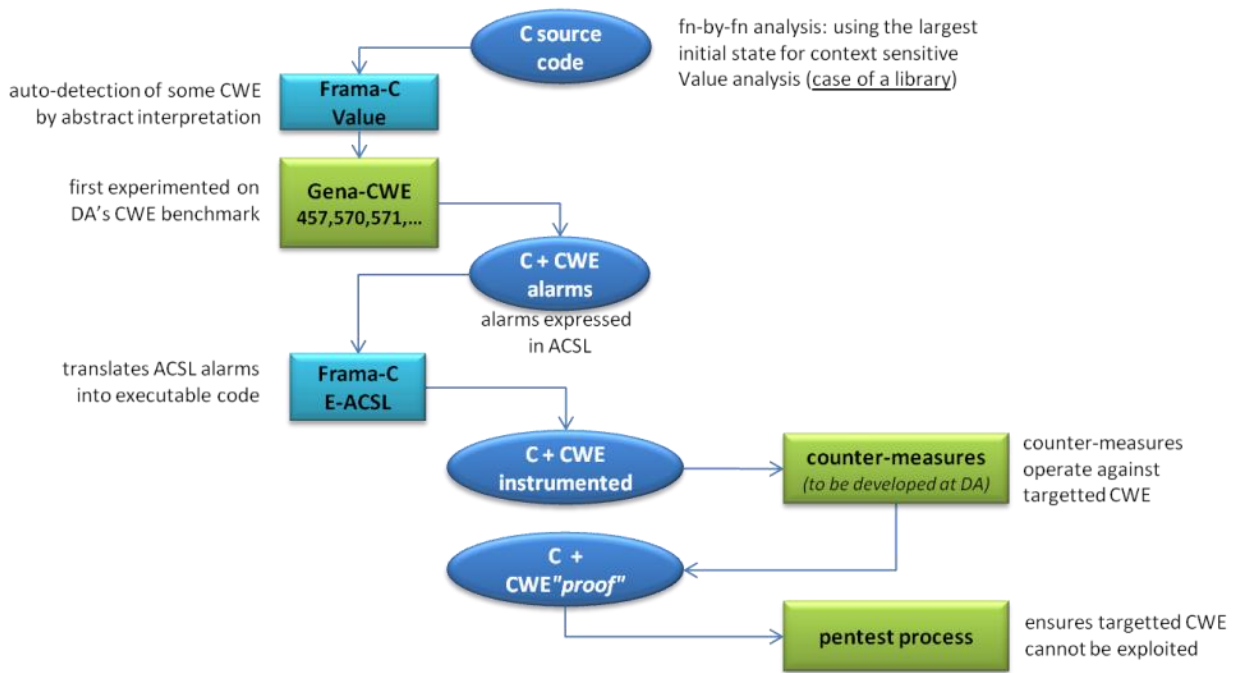 C source
code
fn-by-fn analysis: using the largest
initial state for context sensitive
Value analysis (case of a library)
auto-detection of some CWE
by abstract interpretation
Frama-C
Value
first experimented on
DA's CWE benchmark
Gena-CWE
457,570,571,...
C + CWE
alarms
alarms expressed
in ACSL
translates ACSL alarms
into executable code
Frama-C
E-ACSL
C + CWE
instrumented
counter-measures
(to be developed at DA)
counter-measures
operate against
targetted CWE
C +
CWE"proof"
pentest process
ensures targetted CWE
cannot be exploited